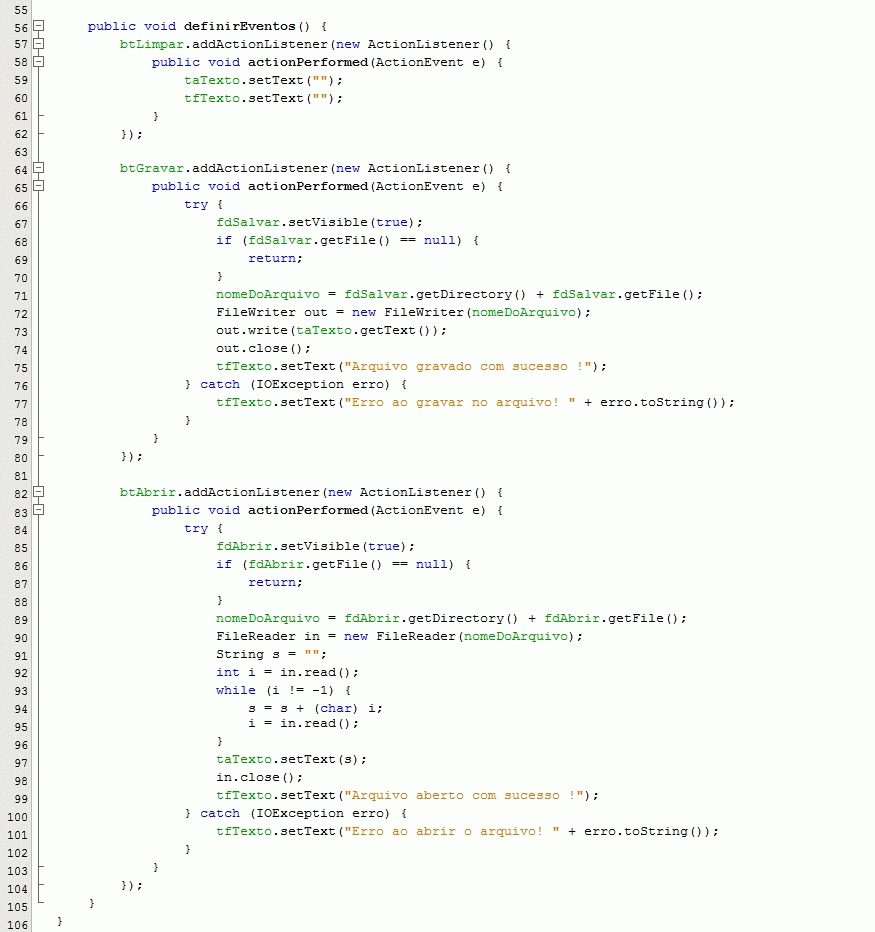 55
56 public void definirEventos() {
57 btLimpar.addActionListener(new ActionListener() {
58 public void actionPerformed(ActionEvent e) {
59 taTexto.setText("");
60 tfTexto.setText("");
61 }
62 });
63
64 btGravar.addActionListener(new ActionListener() {
65 public void actionPerformed(ActionEvent e) {
66 try {
67 fdSalvar.setVisible(true);
68 if (fdSalvar.getFile() == null) {
69 return;
70 }
71 nomeDoArquivo = fdSalvar.getDirectory() + fdSalvar.getFile();
72 FileWriter out = new FileWriter(nomeDoArquivo);
73 out.write(taTexto.getText());
74 out.close();
75 tfTexto.setText("Arquivo gravado com sucesso !");
76 } catch (IOException erro) {
77 tfTexto.setText("Erro ao gravar no arquivo! " + erro.toString());
78 }
79 }
80 });
81
82 btAbrir.addActionListener(new ActionListener() {
83 public void actionPerformed(ActionEvent e) {
84 try {
85 fdAbrir.setVisible(true);
86 if (fdAbrir.getFile() == null) {
87 return;
88 }
89 nomeDoArquivo = fdAbrir.getDirectory() + fdAbrir.getFile();
90 FileReader in = new FileReader(nomeDoArquivo);
91 String s = "";
92 int i = in.read();
93 while (i != -1) {
94 s = s + (char) i;
95 i = in.read();
96 }
97 taTexto.setText(s);
98 in.close();
99 tfTexto.setText("Arquivo aberto com sucesso !");
100 } catch (IOException erro) {
101 tfTexto.setText("Erro ao abrir o arquivo! " + erro.toString());
102 }
103 }
104 });
105 }
106 }